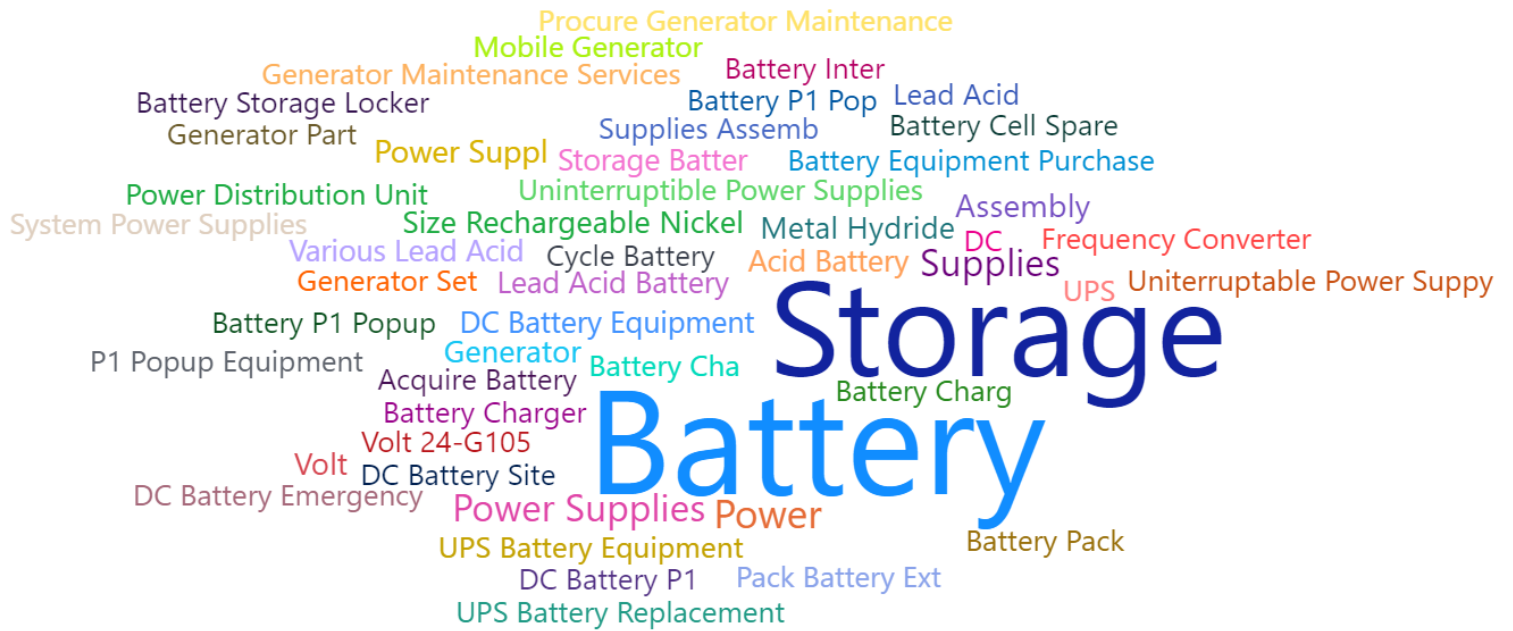 Procure Generator Maintenance
Mobile Generator
Generator Maintenance Services
Battery Inter
Battery Storage Locker
Battery P1 Pop
Lead Acid
Generator Part
Supplies Assemb
Battery Cell Spare
Power Suppl
Storage Batter
Battery Equipment Purchase
Power Distribution Unit
Uninterruptible Power Supplies
Assembly
System Power Supplies
Size Rechargeable Nickel
Metal Hydride
DC
Frequency Converter
Various Lead Acid
Cycle Battery
Acid Battery
Supplies
Generator Set
Lead Acid Battery
UPS
Uniterruptable Power Suppy
Storage
Battery P1 Popup
DC Battery Equipment
P1 Popup Equipment
Generator
Battery Cha
Acquire Battery
Battery Charg
Battery Charger
Battery
Volt 24-G105
Volt
DC Battery Site
DC Battery Emergency
Power Supplies
Power
UPS Battery Equipment
Battery Pack
DC Battery P1
Pack Battery Ext
UPS Battery Replacement